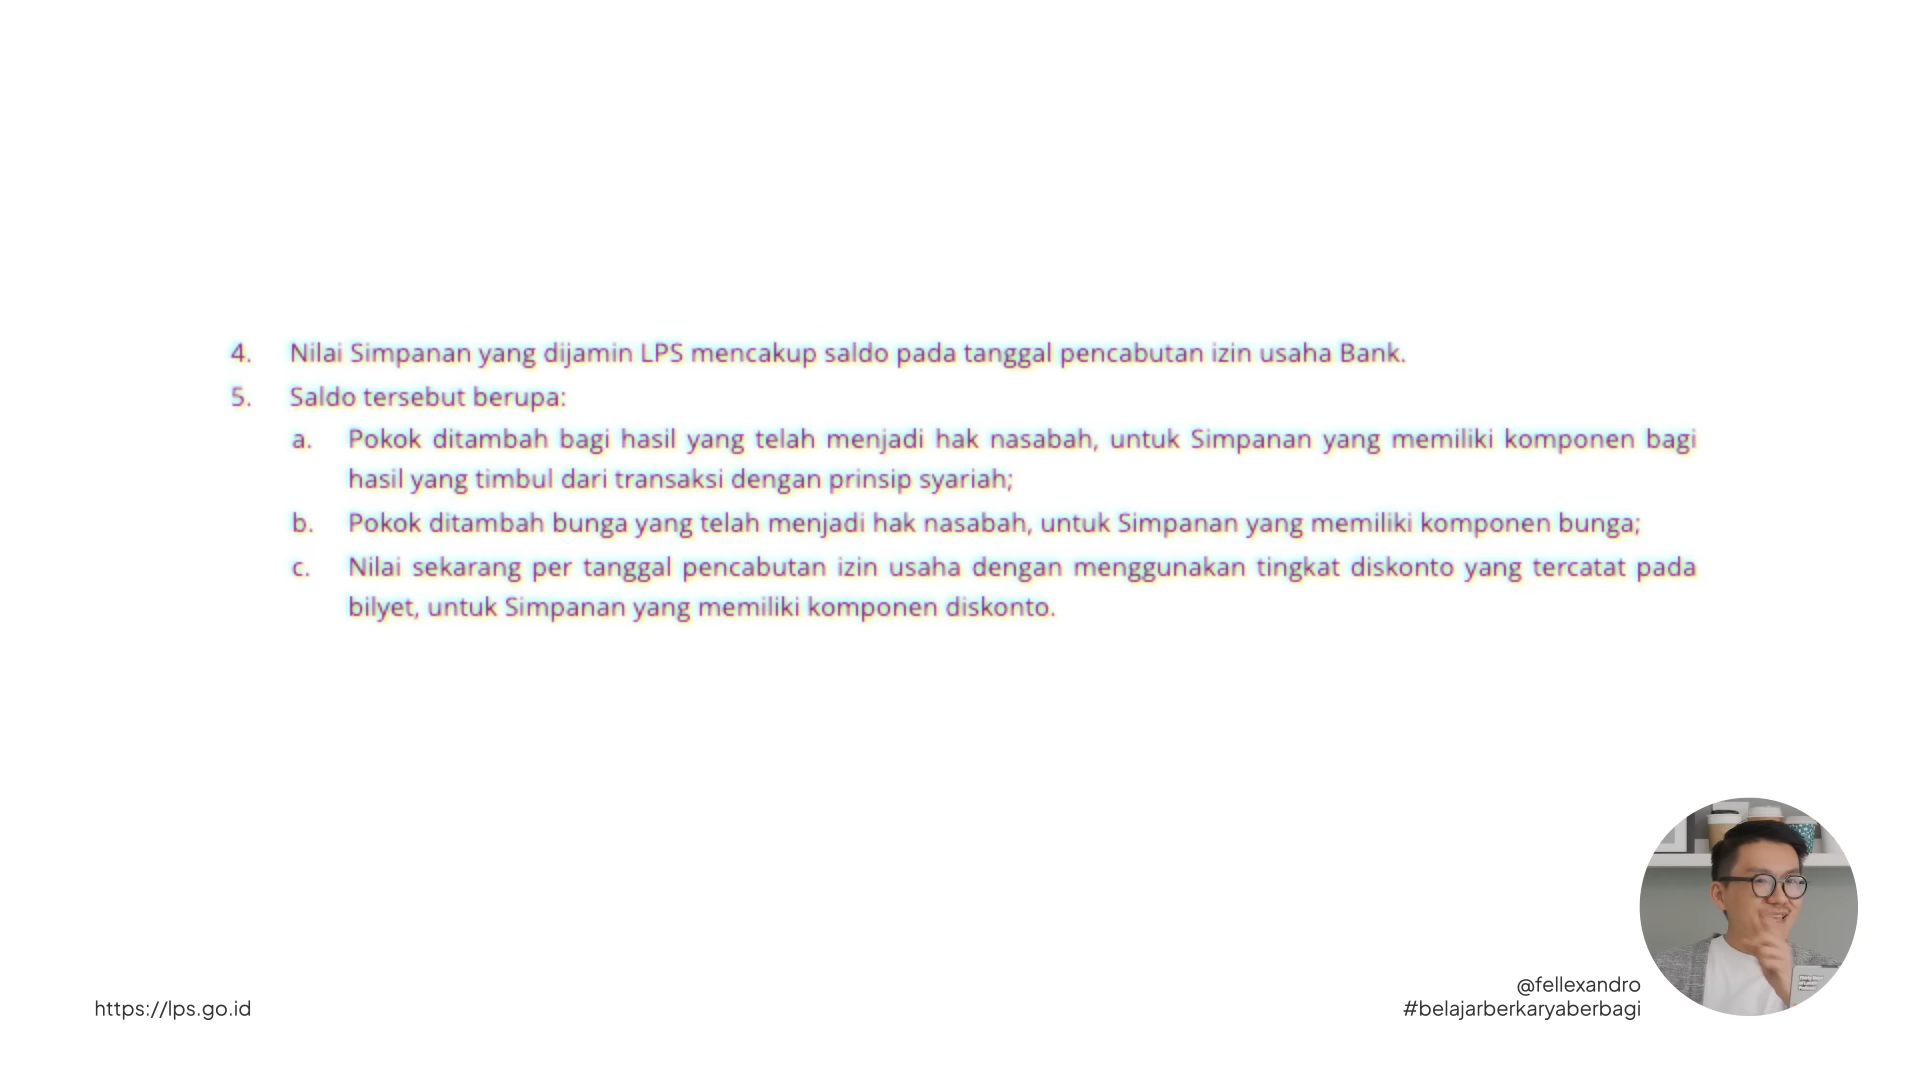 4. Nilai Simpanan yang dijamin LPS mencakup saldo pada tanggal pencabutan izin usaha Bank.
5. Saldo tersebut berupa:
a. Pokok ditambah bagi hasil yang telah menjadi hak nasabah, untuk Simpanan yang memiliki komponen bagi
hasil yang timbul dari transaksi dengan prinsip syariah;
b. Pokok ditambah bunga yang telah menjadi hak nasabah, untuk Simpanan yang memiliki komponen bunga;
c. Nilai sekarang per tanggal pencabutan izin usaha dengan menggunakan tingkat diskonto yang tercatat pada
bilyet, untuk Simpanan yang memiliki komponen diskonto.
https://lps.go.id
@fellexandro
#belajarberkaryaberbagi